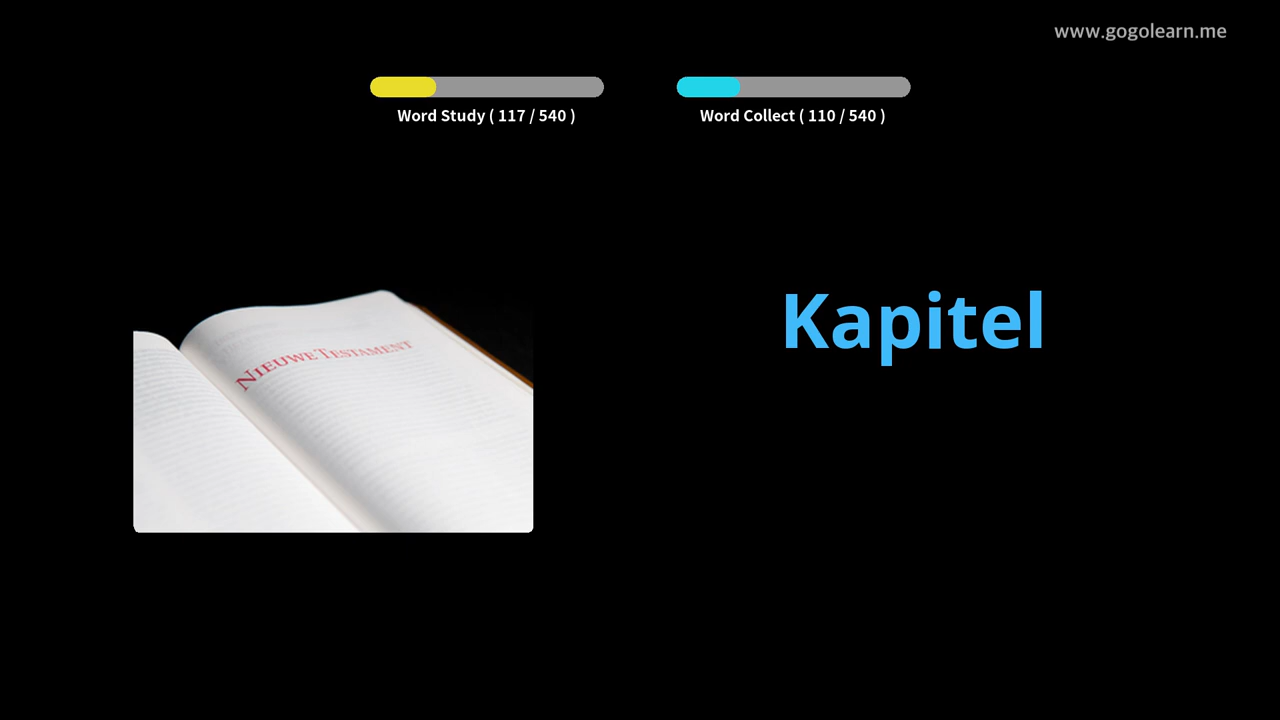 www.gogolearn.me
Word Study ( 117 / 540 )
Word Collect ( 110 / 540 )
Kapitel
NIEUWE TESTAMENT